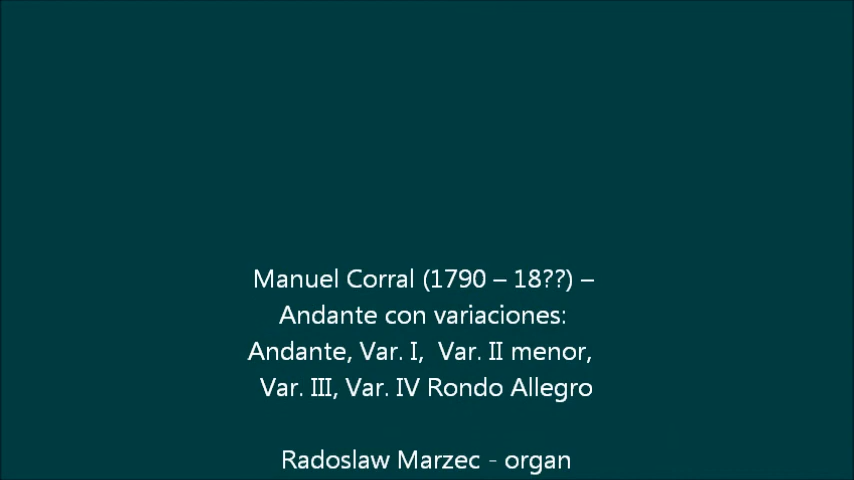 Manuel Corral (1790 – 18??) –
Andante con variaciones:
Andante, Var. I, Var. II menor,
Var. III, Var. IV Rondo Allegro
Radoslaw Marzec - organ